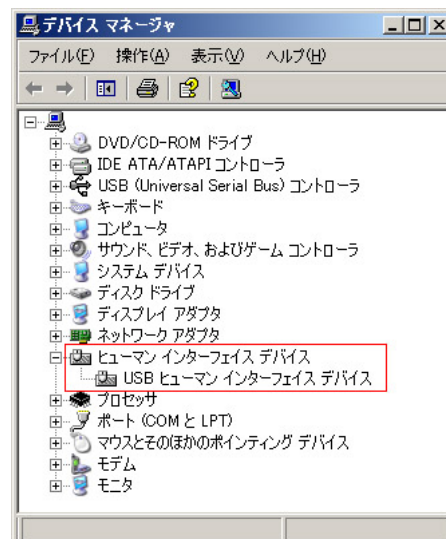 デバイス マネージャ
ファイル(F) 操作(A) 表示(V) ヘルプ(H)
DVD/CD-ROM ドライブ
IDE ATA/ATAPI コントローラ
USB (Universal Serial Bus) コントローラ
キーボード
コンピュータ
サウンド、ビデオ、およびゲーム コントローラ
システム デバイス
ディスク ドライブ
ディスプレイ アダプタ
ネットワーク アダプタ
ヒューマン インターフェイス デバイス
USB ヒューマン インターフェイス デバイス
プロセッサ
ポート (COM と LPT)
マウスとそのほかのポインティング デバイス
モデム
モニタ